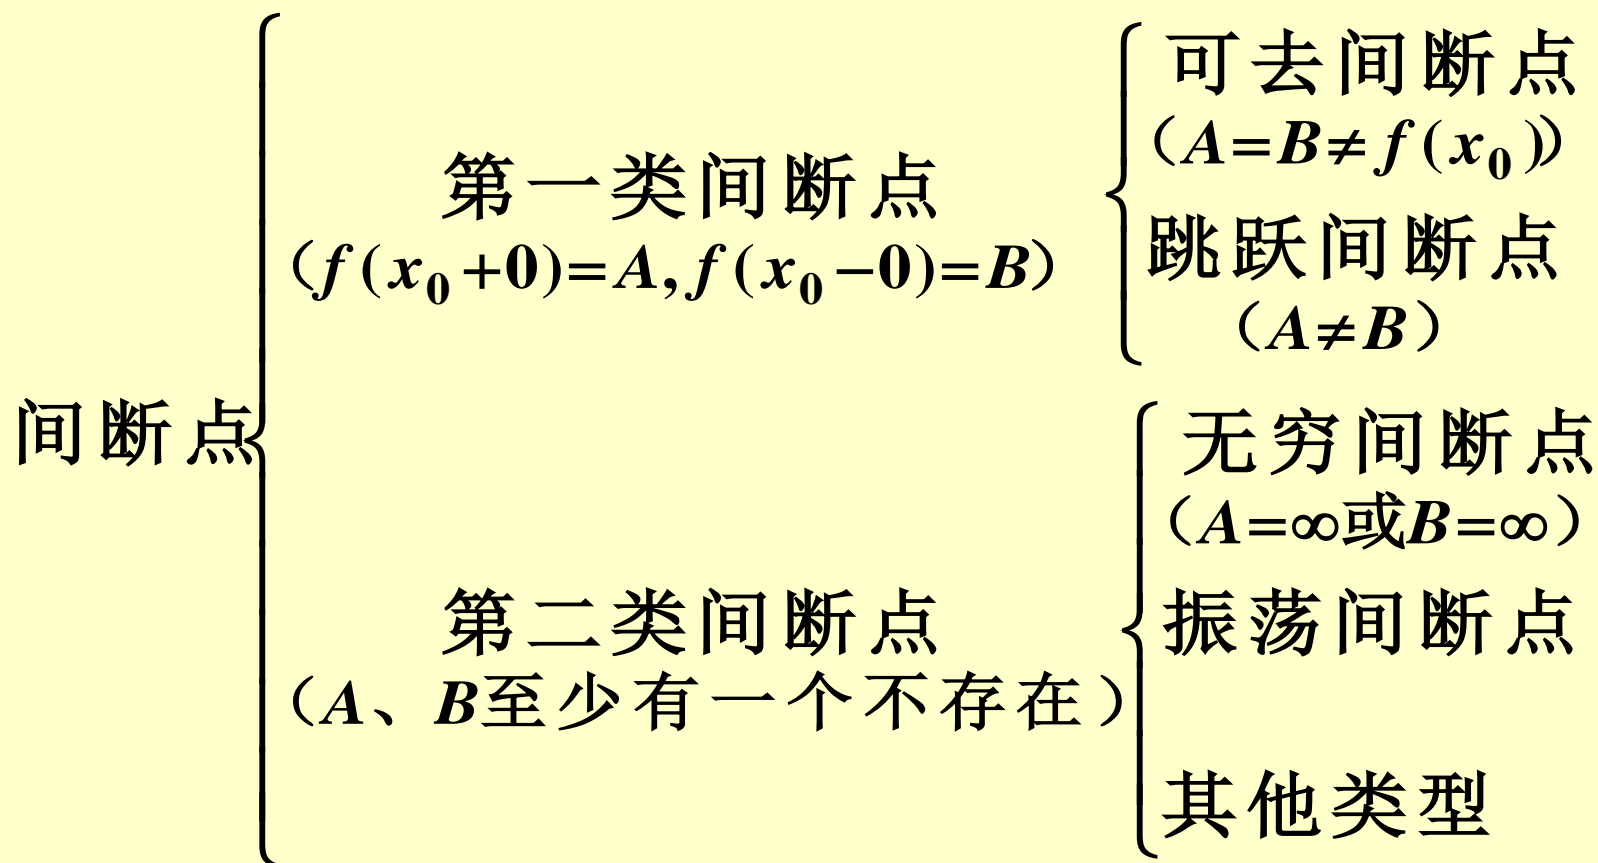 间断点
第一类间断点
（f(x₀+0)=A,f(x₀−0)=B）
可去间断点
（A=B≠f(x₀)）
跳跃间断点
（A≠B）
第二类间断点
（A、B至少有一个不存在）
无穷间断点
（A=∞或B=∞）
振荡间断点
其他类型